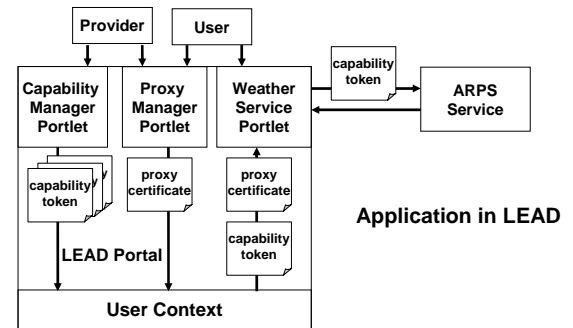 Provider
User
Capability
Manager
Portlet
Proxy
Manager
Portlet
Weather
Service
Portlet
capability
token
ARPS
Service
capability
token
y
proxy
certificate
proxy
certificate
capability
token
LEAD Portal
User Context
Application in LEAD